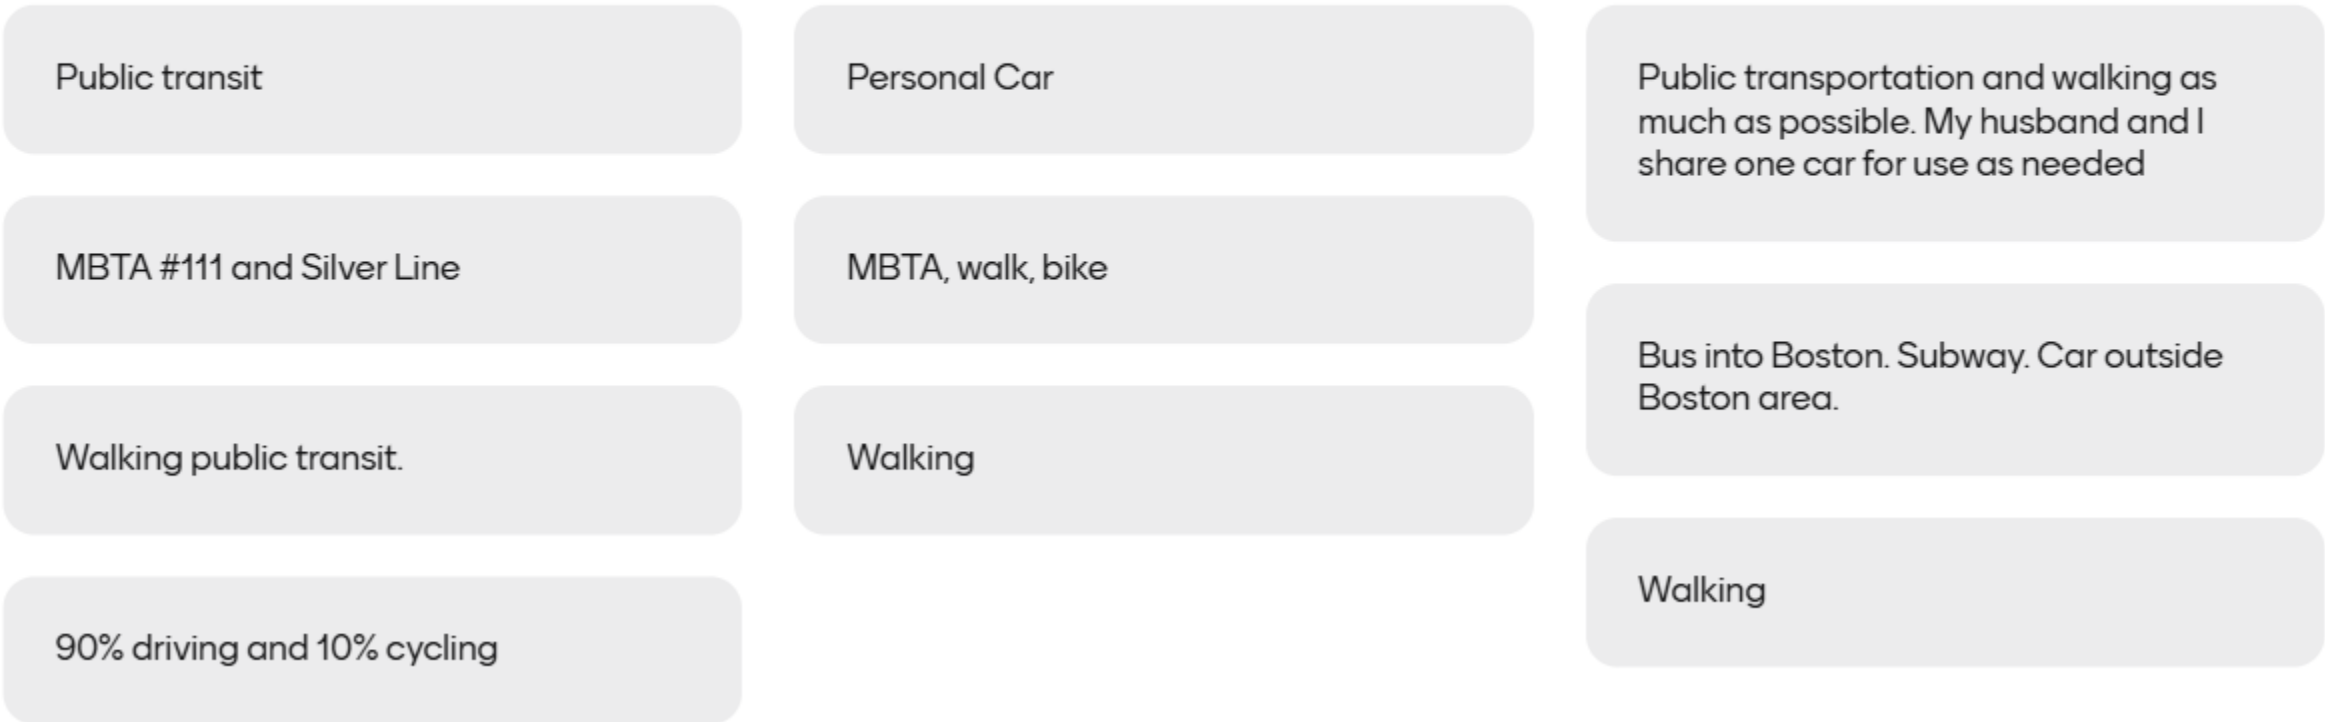 Public transit
MBTA #111 and Silver Line
Walking public transit.
90% driving and 10% cycling
Personal Car
MBTA, walk, bike
Walking
Public transportation and walking as
much as possible. My husband and I
share one car for use as needed
Bus into Boston. Subway. Car outside
Boston area.
Walking